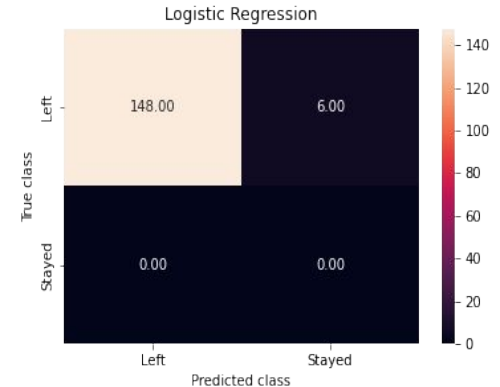 Logistic Regression
True class
Left
148.00
6.00
Stayed
0.00
0.00
Left
Stayed
Predicted class
140
120
100
80
60
40
20
0